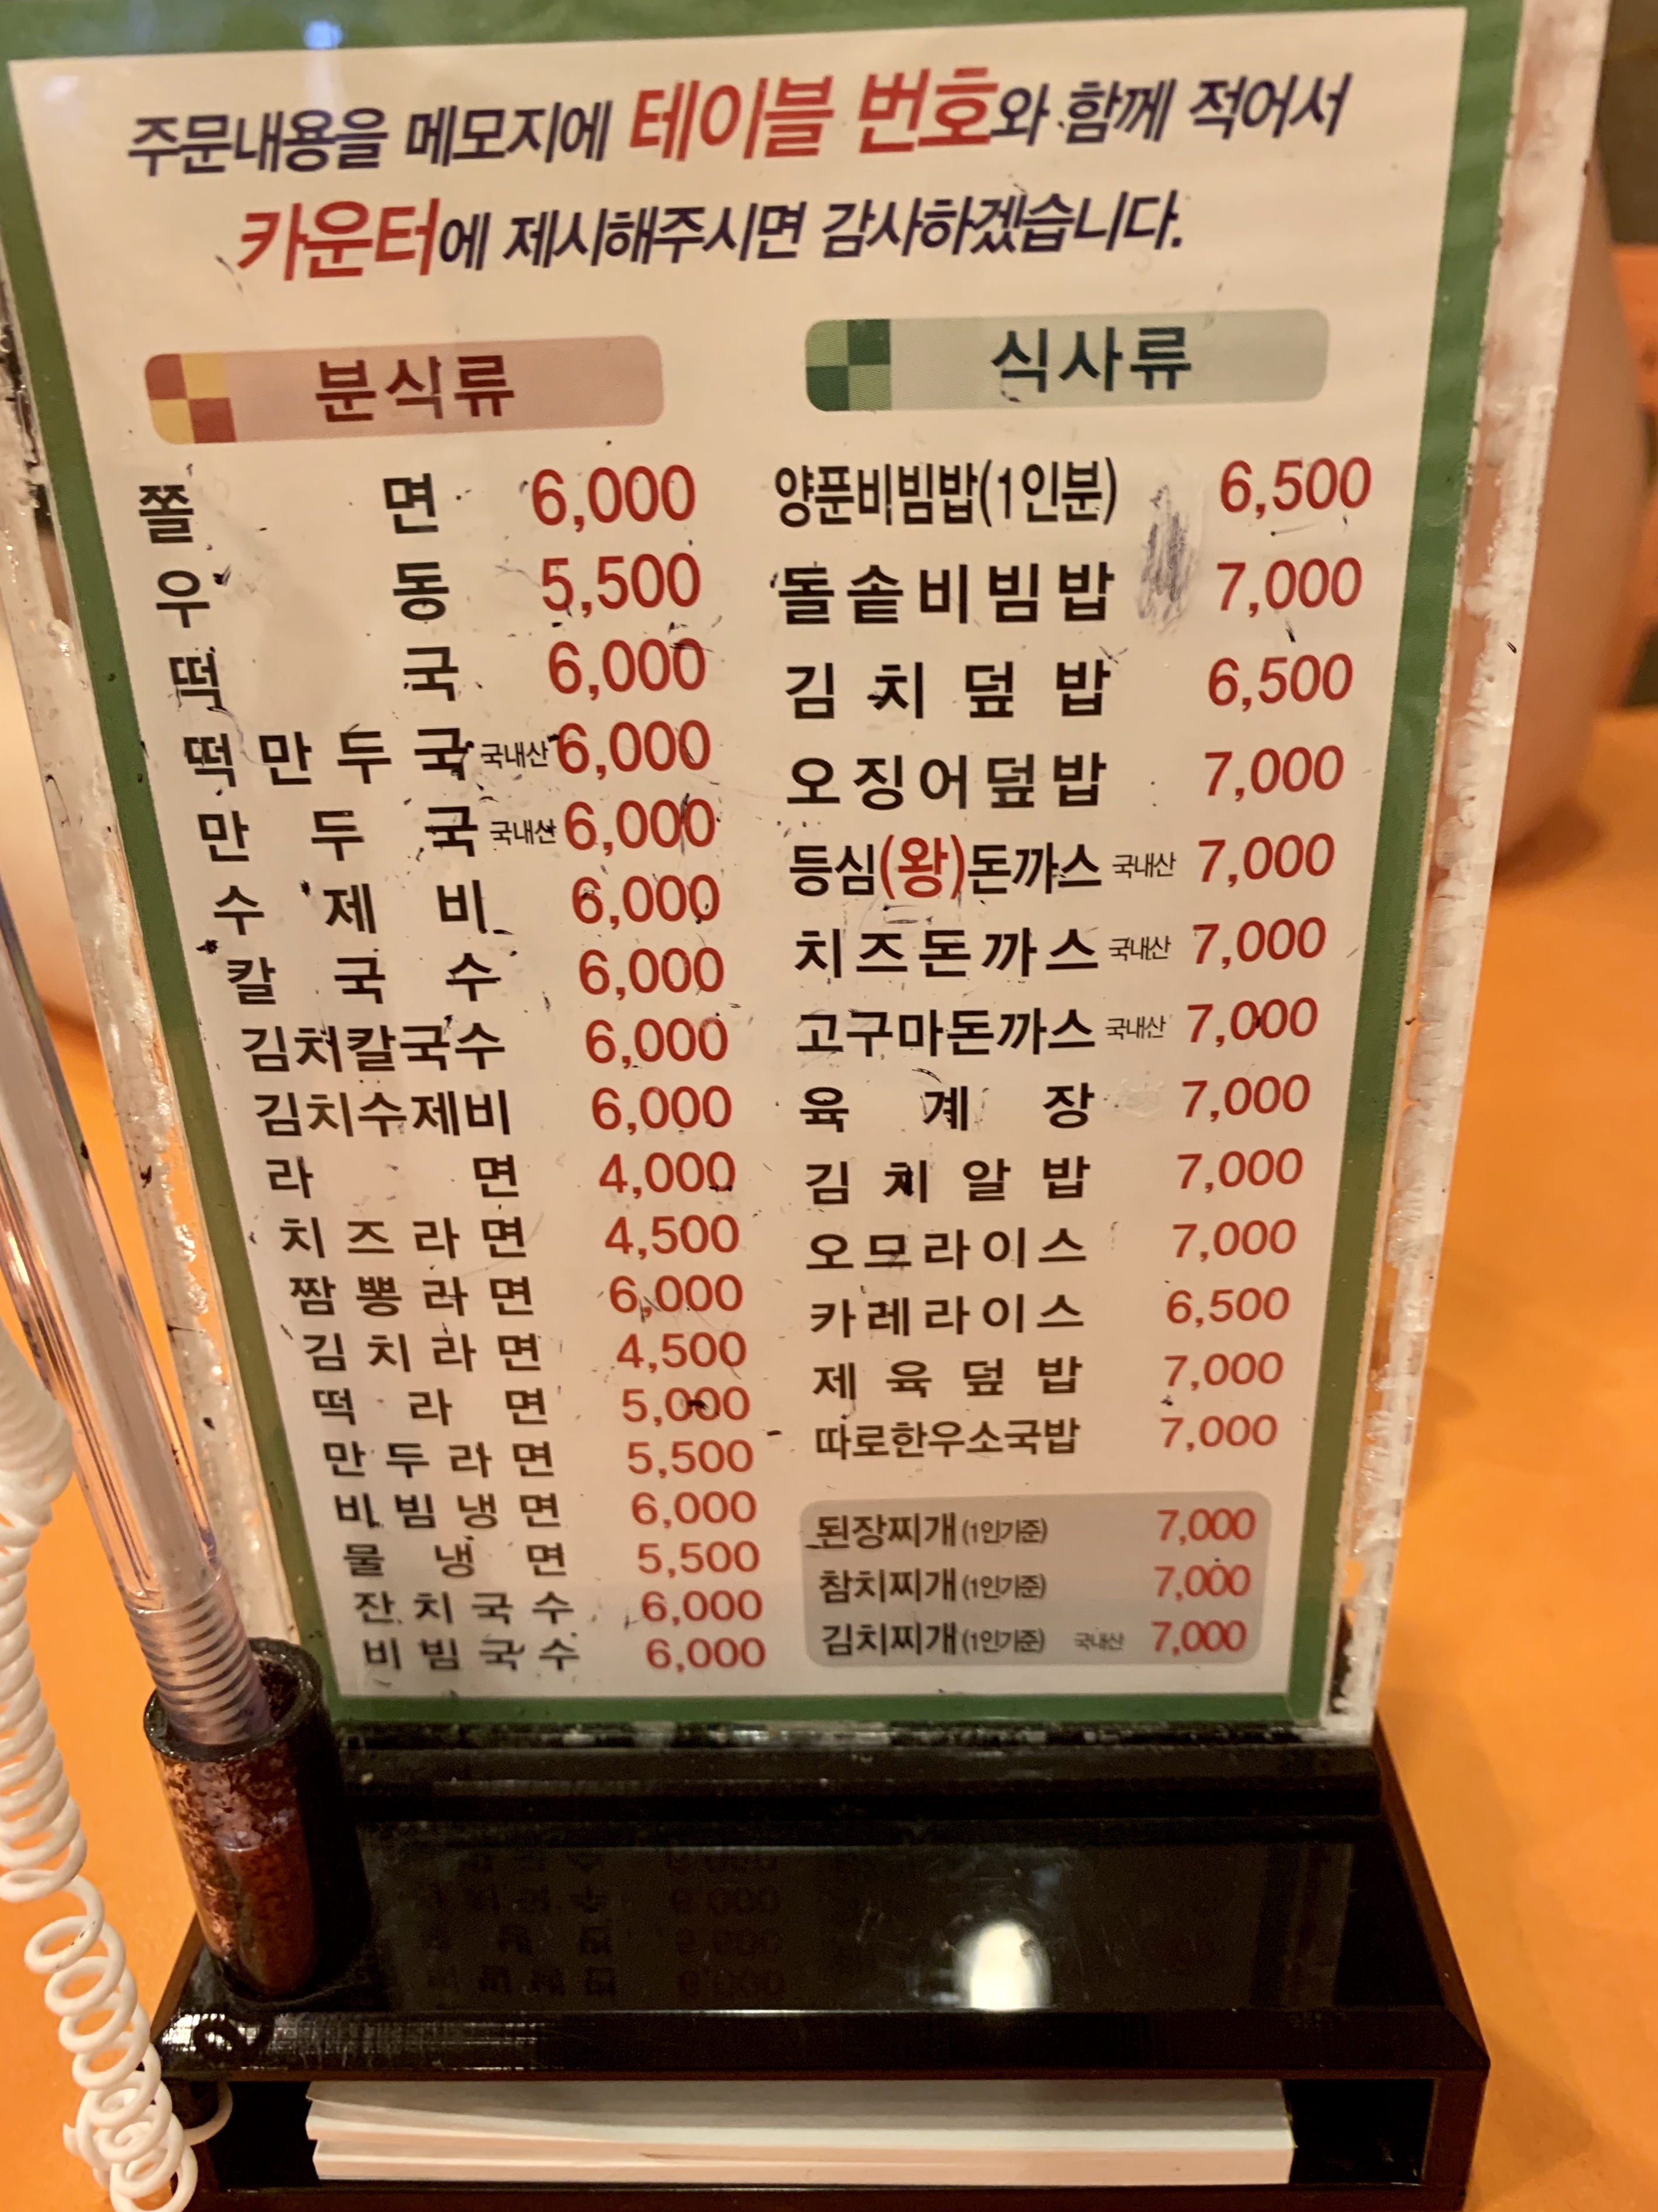 주문내용을 메모지에 테이블 번호와 함께 적어서
카운터에 제시해주시면 감사하겠습니다.
분식류
쫄면 6,000
우동 5,500
떡국 6,000
떡만두국 국내산 6,000
만두국 국내산 6,000
수제비 6,000
칼국수 6,000
김치칼국수 6,000
김치수제비 6,000
라면 4,000
치즈라면 4,500
짬뽕라면 6,000
김치라면 4,500
떡라면 5,000
만두라면 5,500
비빔냉면 6,000
물냉면 5,500
잔치국수 6,000
비빔국수 6,000
식사류
양푼비빔밥(1인분) 6,500
돌솥비빔밥 7,000
김치덮밥 6,500
오징어덮밥 7,000
등심(왕)돈까스 국내산 7,000
치즈돈까스 국내산 7,000
고구마돈까스 국내산 7,000
육계장 7,000
김치알밥 7,000
오므라이스 7,000
카레라이스 6,500
제육덮밥 7,000
따로한우소국밥 7,000
된장찌개(1인기준) 7,000
참치찌개(1인기준) 7,000
김치찌개(1인기준) 국내산 7,000